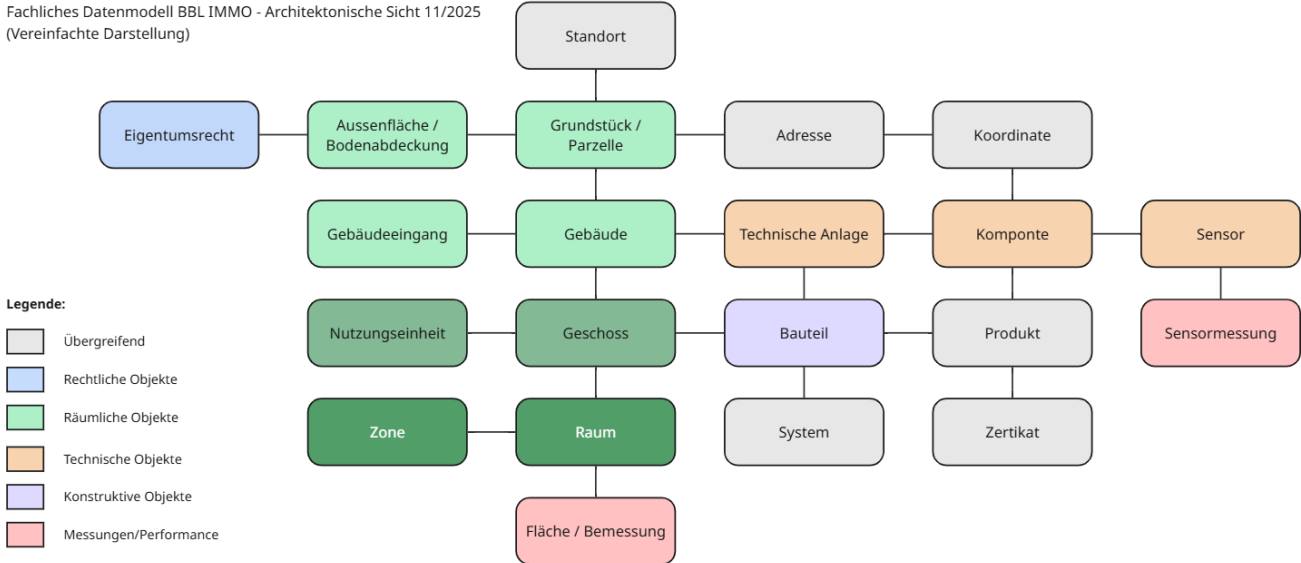 Fachliches Datenmodell BBL IMMO - Architektonische Sicht 11/2025
(Vereinfachte Darstellung)
Standort
Eigentumsrecht
Aussenfläche /
Bodenabdeckung
Grundstück /
Parzelle
Adresse
Koordinate
Gebäudeeingang
Gebäude
Technische Anlage
Komponte
Sensor
Nutzungseinheit
Geschoss
Bauteil
Produkt
Sensormessung
Zone
Raum
System
Zertikat
Fläche / Bemessung
Legende:
Übergreifend
Rechtliche Objekte
Räumliche Objekte
Technische Objekte
Konstruktive Objekte
Messungen/Performance